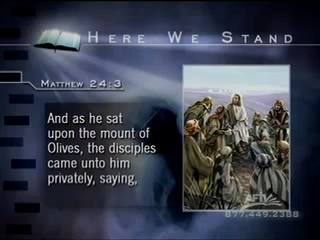 HERE WE STAND
MATTHEW 24:3
And as he sat
upon the mount of
Olives, the disciples
came unto him
privately, saying,
AFTV
877.449.2388